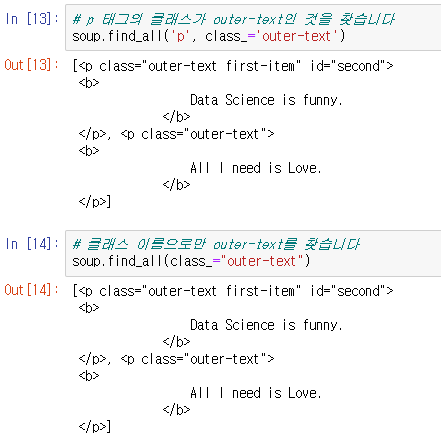 In [13]: # p 태그의 클래스가 outer-text인 것을 찾습니다
soup.find_all('p', class_='outer-text')
Out[13]: [<p class="outer-text first-item" id="second">
<b>
Data Science is funny.
</b>
</p>, <p class="outer-text">
<b>
All I need is Love.
</b>
</p>]
In [14]: # 클래스 이름으로만 outer-text를 찾습니다
soup.find_all(class_="outer-text")
Out[14]: [<p class="outer-text first-item" id="second">
<b>
Data Science is funny.
</b>
</p>, <p class="outer-text">
<b>
All I need is Love.
</b>
</p>]